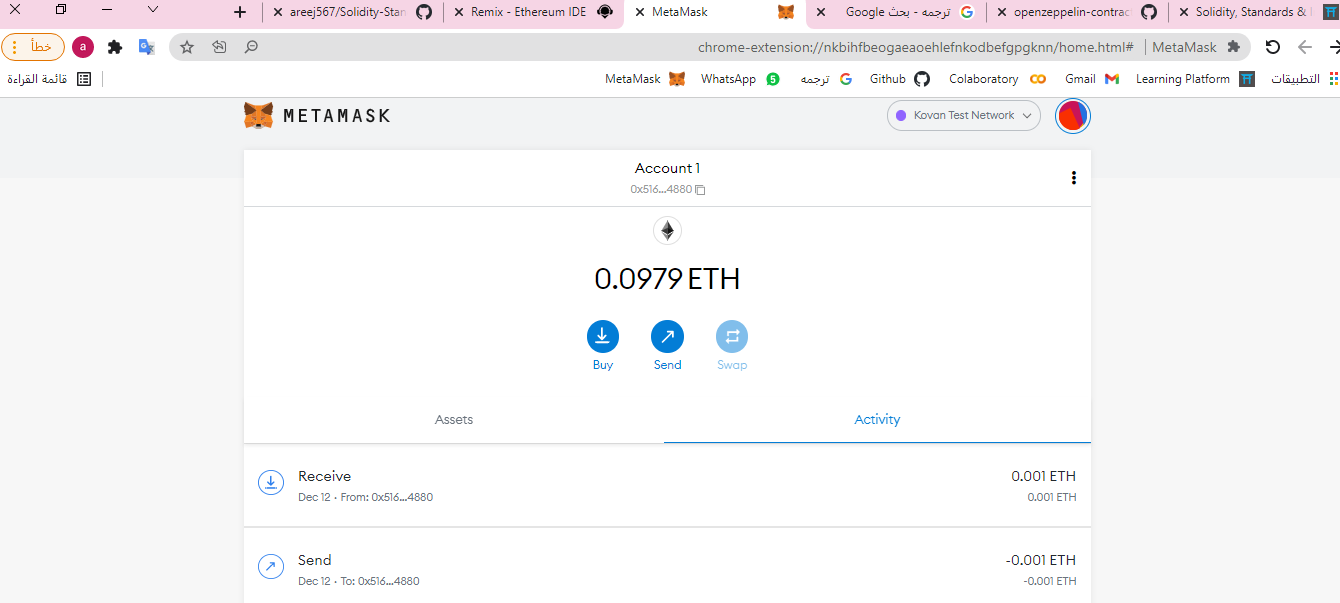 areej567/Solidity-Stan
Remix - Ethereum IDE
MetaMask
ترجمه - بحث Google
openzeppelin-contrac
Solidity, Standards &
خطأ
a
chrome-extension://nkbihfbeogaeaoehlefnkodbefgpgknn/home.html#
MetaMask
قائمة القراءة
MetaMask
WhatsApp
5
ترجمه
Github
Colaboratory
Gmail
Learning Platform
التطبيقات
METAMASK
Kovan Test Network
Account 1
0x516...4880
0.0979 ETH
Buy
Send
Swap
Assets
Activity
Receive
0.001 ETH
Dec 12 · From: 0x516...4880
0.001 ETH
Send
-0.001 ETH
Dec 12 · To: 0x516...4880
-0.001 ETH